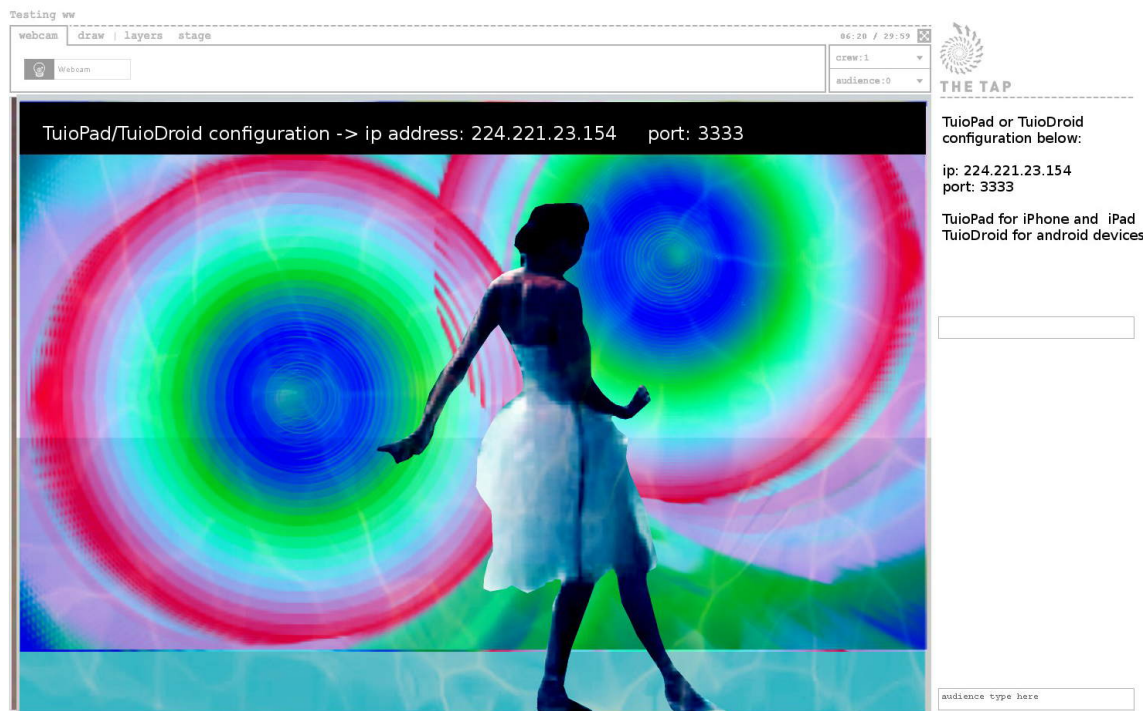 Testing ww
webcam draw | layers stage
06:20 / 29:59
Webcam
crew:1
audience:0
THE TAP
TuioPad/TuioDroid configuration -> ip address: 224.221.23.154 port: 3333
TuioPad or TuioDroid
configuration below:
ip: 224.221.23.154
port: 3333
TuioPad for iPhone and iPad
TuioDroid for android devices
audience type here